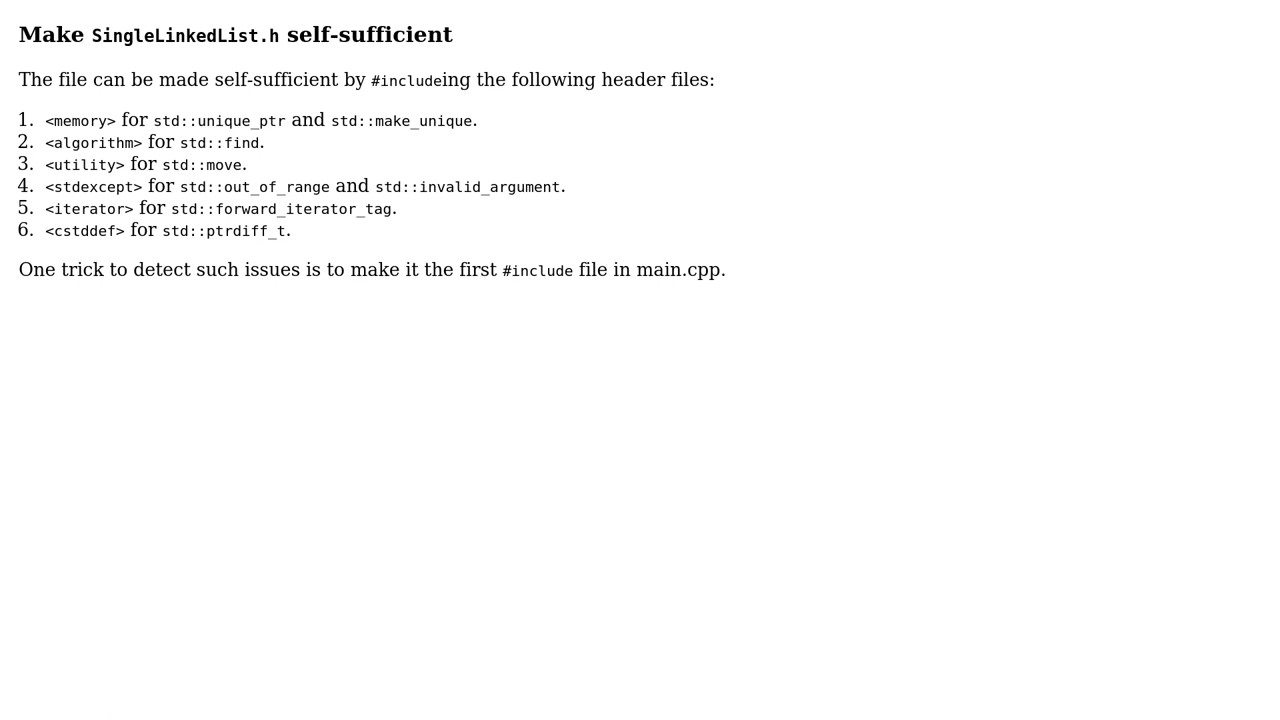 Make SingleLinkedList.h self-sufficient
The file can be made self-sufficient by #includeing the following header files:
1. <memory> for std::unique_ptr and std::make_unique.
2. <algorithm> for std::find.
3. <utility> for std::move.
4. <stdexcept> for std::out_of_range and std::invalid_argument.
5. <iterator> for std::forward_iterator_tag.
6. <cstddef> for std::ptrdiff_t.
One trick to detect such issues is to make it the first #include file in main.cpp.